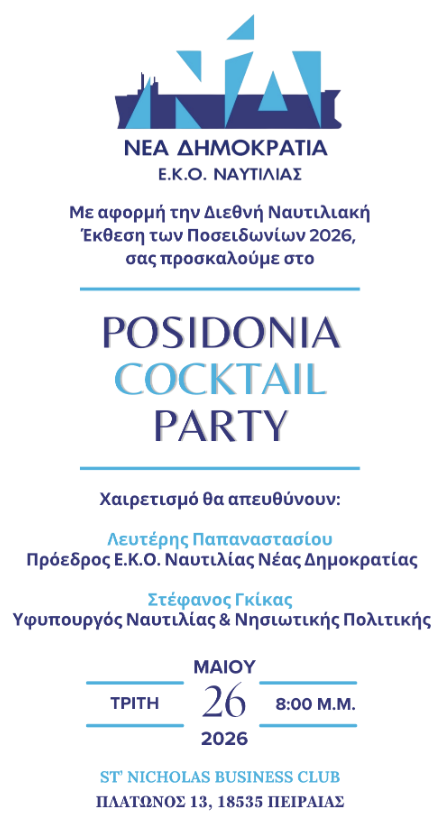 ΝΔ
ΝΕΑ ΔΗΜΟΚΡΑΤΙΑ
Ε.Κ.Ο. ΝΑΥΤΙΛΙΑΣ
Με αφορμή την Διεθνή Ναυτιλιακή
Έκθεση των Ποσειδωνίων 2026,
σας προσκαλούμε στο
POSIDONIA
COCKTAIL
PARTY
Χαιρετισμό θα απευθύνουν:
Λευτέρης Παπαναστασίου
Πρόεδρος Ε.Κ.Ο. Ναυτιλίας Νέας Δημοκρατίας
Στέφανος Γκίκας
Υφυπουργός Ναυτιλίας & Νησιωτικής Πολιτικής
ΜΑΙΟΥ
ΤΡΙΤΗ 26 8:00 Μ.Μ.
2026
ST' NICHOLAS BUSINESS CLUB
ΠΛΑΤΩΝΟΣ 13, 18535 ΠΕΙΡΑΙΑΣ